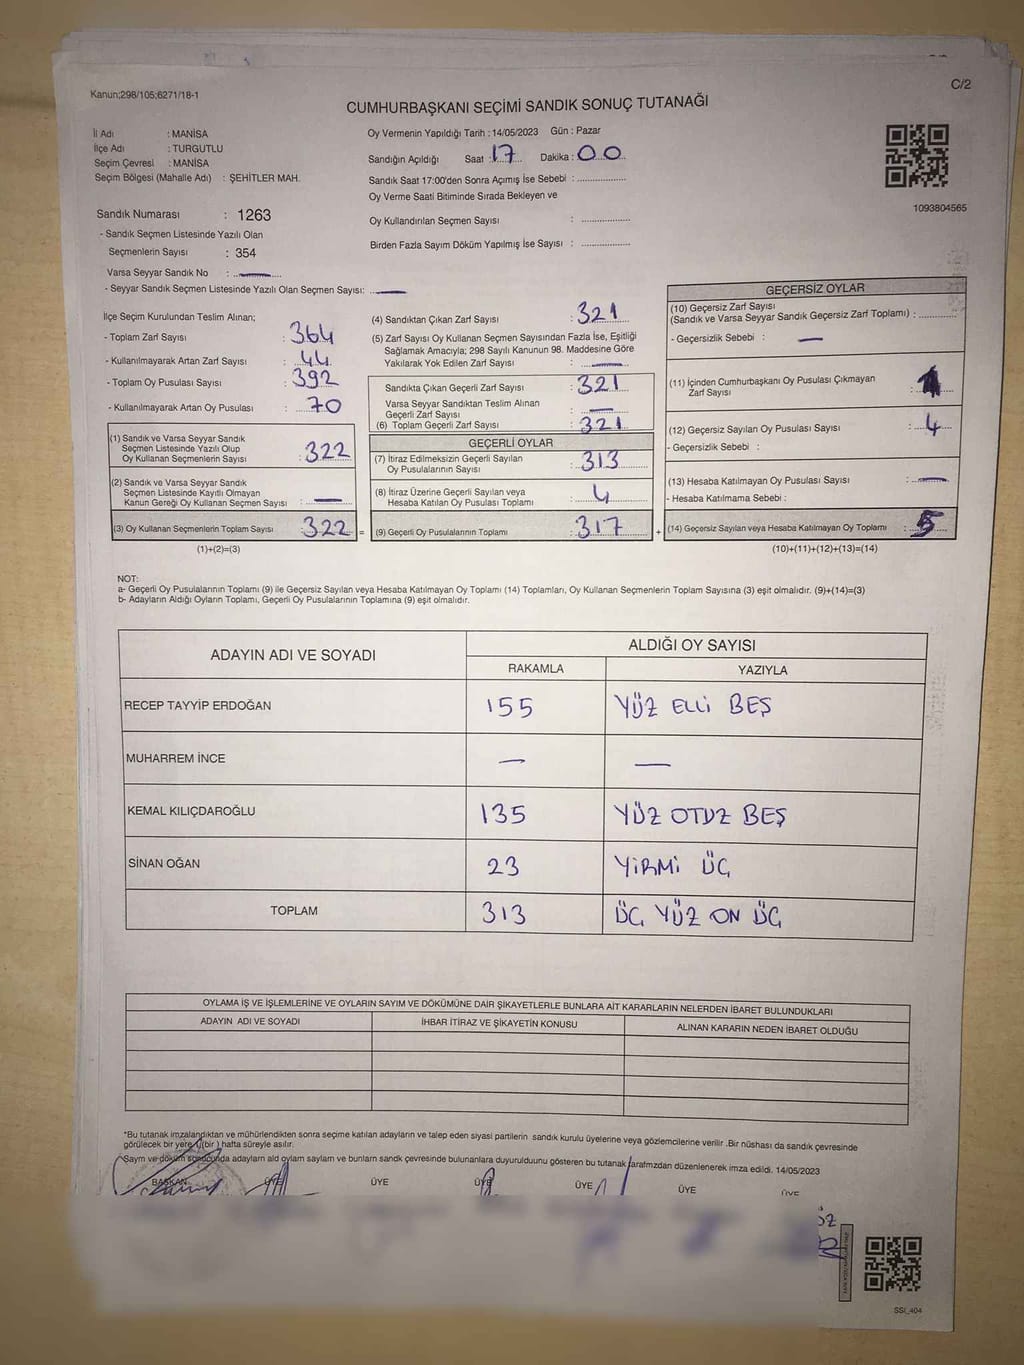 Kanun;298/105;6271/18-1
C/2
CUMHURBAŞKANI SEÇİMİ SANDIK SONUÇ TUTANAĞI
İl Adı : MANİSA
İlçe Adı : TURGUTLU
Seçim Çevresi : MANİSA
Seçim Bölgesi (Mahalle Adı) : ŞEHİTLER MAH.
Oy Vermenin Yapıldığı Tarih : 14/05/2023 Gün : Pazar
Sandığın Açıldığı Saat : 17 Dakika : 00
Sandık Saat 17:00'den Sonra Açımış İse Sebebi :
Oy Verme Saati Bitiminde Sırada Bekleyen ve
Oy Kullandırılan Seçmen Sayısı :
Birden Fazla Sayım Döküm Yapılmış İse Sayısı :
1093804565
Sandık Numarası : 1263
- Sandık Seçmen Listesinde Yazılı Olan
Seçmenlerin Sayısı : 354
Varsa Seyyar Sandık No : —
- Seyyar Sandık Seçmen Listesinde Yazılı Olan Seçmen Sayısı: —
İlçe Seçim Kurulundan Teslim Alınan;
- Toplam Zarf Sayısı : 364
- Kullanılmayarak Artan Zarf Sayısı : 44
- Toplam Oy Pusulası Sayısı : 392
- Kullanılmayarak Artan Oy Pusulası : 70
(1) Sandık ve Varsa Seyyar Sandık
Seçmen Listesinde Yazılı Olup
Oy Kullanan Seçmenlerin Sayısı : 322
(2) Sandık ve Varsa Seyyar Sandık
Seçmen Listesinde Kayıtlı Olmayan
Kanun Gereği Oy Kullanan Seçmen Sayısı : —
(3) Oy Kullanan Seçmenlerin Toplam Sayısı : 322 =
(1)+(2)=(3)
(4) Sandıktan Çıkan Zarf Sayısı : 321
(5) Zarf Sayısı Oy Kullanan Seçmen Sayısından Fazla İse, Eşitliği
Sağlamak Amacıyla; 298 Sayılı Kanunun 98. Maddesine Göre
Yakılarak Yok Edilen Zarf Sayısı : —
Sandıkta Çıkan Geçerli Zarf Sayısı : 321
Varsa Seyyar Sandıktan Teslim Alınan
Geçerli Zarf Sayısı : —
(6) Toplam Geçerli Zarf Sayısı : 321
GEÇERLİ OYLAR
(7) İtiraz Edilmeksizin Geçerli Sayılan
Oy Pusulalarının Sayısı : 313
(8) İtiraz Üzerine Geçerli Sayılan veya
Hesaba Katılan Oy Pusulası Toplamı : 4
(9) Geçerli Oy Pusulalarının Toplamı : 317 +
GEÇERSİZ OYLAR
(10) Geçersiz Zarf Sayısı
(Sandık ve Varsa Seyyar Sandık Geçersiz Zarf Toplamı) :
- Geçersizlik Sebebi : —
(11) İçinden Cumhurbaşkanı Oy Pusulası Çıkmayan
Zarf Sayısı : 1
(12) Geçersiz Sayılan Oy Pusulası Sayısı : 4
- Geçersizlik Sebebi :
(13) Hesaba Katılmayan Oy Pusulası Sayısı : —
- Hesaba Katılmama Sebebi :
(14) Geçersiz Sayılan veya Hesaba Katılmayan Oy Toplamı : 5
(10)+(11)+(12)+(13)=(14)
NOT:
a- Geçerli Oy Pusulalarının Toplamı (9) ile Geçersiz Sayılan veya Hesaba Katılmayan Oy Toplamı (14) Toplamları, Oy Kullanan Seçmenlerin Toplam Sayısına (3) eşit olmalıdır. (9)+(14)=(3)
b- Adayların Aldığı Oyların Toplamı, Geçerli Oy Pusulalarının Toplamına (9) eşit olmalıdır.
ADAYIN ADI VE SOYADI
ALDIĞI OY SAYISI
RAKAMLA YAZIYLA
RECEP TAYYİP ERDOĞAN 155 YÜZ ELLİ BEŞ
MUHARREM İNCE — —
KEMAL KILIÇDAROĞLU 135 YÜZ OTUZ BEŞ
SİNAN OĞAN 23 YİRMİ ÜÇ
TOPLAM 313 ÜÇ YÜZ ON ÜÇ
OYLAMA İŞ VE İŞLEMLERİNE VE OYLARIN SAYIM VE DÖKÜMÜNE DAİR ŞİKAYETLERLE BUNLARA AİT KARARLARIN NELERDEN İBARET BULUNDUKLARI
ADAYIN ADI VE SOYADI İHBAR İTİRAZ VE ŞİKAYETİN KONUSU ALINAN KARARIN NEDEN İBARET OLDUĞU
*Bu tutanak imzalandıktan ve mühürlendikten sonra seçime katılan adayların ve talep eden siyasi partilerin sandık kurulu üyelerine veya gözlemcilerine verilir .Bir nüshası da sandık çevresinde
görülecek bir yere 1(bir ) hafta süreyle asılır.
Saym ve döküm sonucunda adaylarn ald oylarn saylarn ve bunlarn sandk çevresinde bulunanlara duyurulduunu gösteren bu tutanak tarafmzdan düzenlenerek imza edildi. 14/05/2023
BAŞKAN ÜYE ÜYE ÜYE ÜYE ÜYE ÜYE
SSI_404